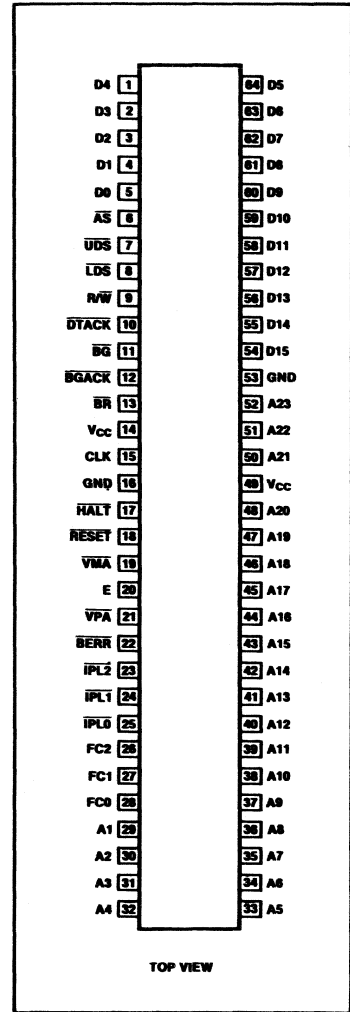 D4 1 64 D5
D3 2 63 D6
D2 3 62 D7
D1 4 61 D8
D0 5 60 D9
AS 6 59 D10
UDS 7 58 D11
LDS 8 57 D12
R/W 9 56 D13
DTACK 10 55 D14
BG 11 54 D15
BGACK 12 53 GND
BR 13 52 A23
VCC 14 51 A22
CLK 15 50 A21
GND 16 49 VCC
HALT 17 48 A20
RESET 18 47 A19
VMA 19 46 A18
E 20 45 A17
VPA 21 44 A16
BERR 22 43 A15
IPL2 23 42 A14
IPL1 24 41 A13
IPL0 25 40 A12
FC2 26 39 A11
FC1 27 38 A10
FC0 28 37 A9
A1 29 36 A8
A2 30 35 A7
A3 31 34 A6
A4 32 33 A5
TOP VIEW